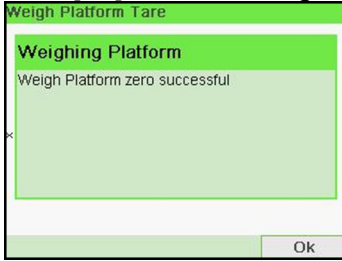 Weigh Platform Tare
Weighing Platform
Weigh Platform zero successful
×
Ok